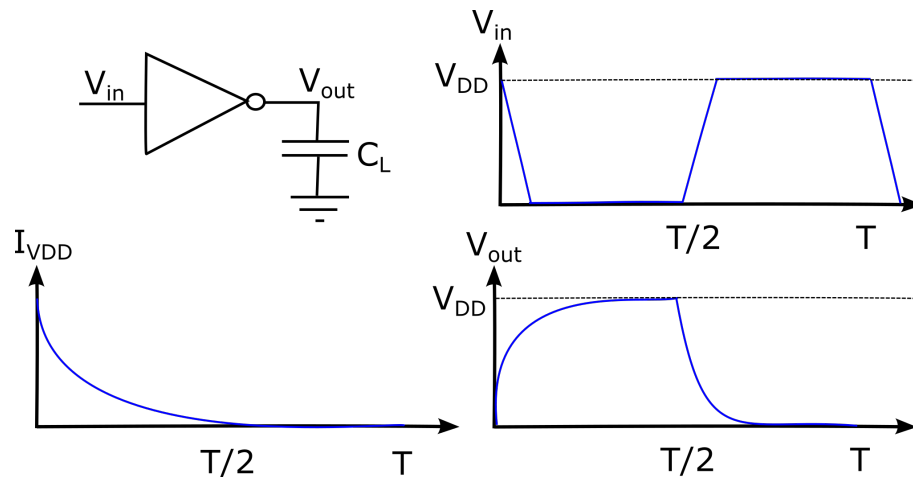 V_in
V_out
C_L
V_in
V_DD
T/2
T
I_VDD
T/2
T
V_out
V_DD
T/2
T